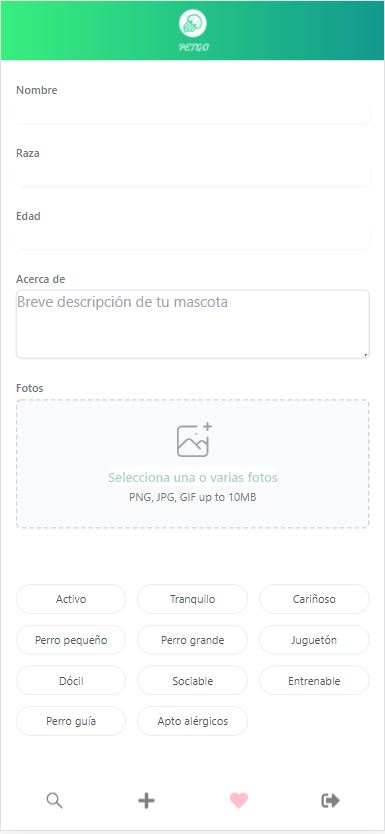 PETGO
Nombre
Raza
Edad
Acerca de
Breve descripción de tu mascota
Fotos
Selecciona una o varias fotos
PNG, JPG, GIF up to 10MB
Activo
Tranquilo
Cariñoso
Perro pequeño
Perro grande
Juguetón
Dócil
Sociable
Entrenable
Perro guía
Apto alérgicos